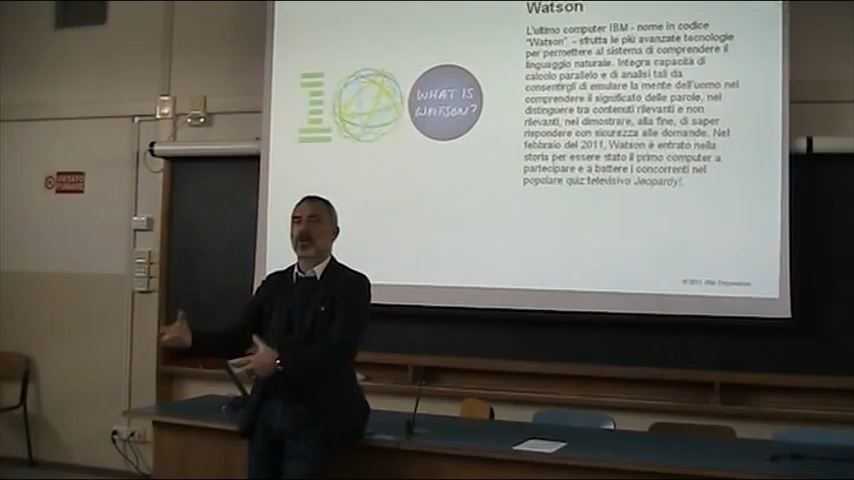 Watson
L'ultimo computer IBM - nome in codice
"Watson" - sfrutta le più avanzate tecnologie
per permettere al sistema di comprendere il
linguaggio naturale. Integra capacità di
calcolo parallelo e di analisi tali da
consentirgli di emulare la mente dell'uomo nel
comprendere il significato delle parole, nel
distinguere tra contenuti rilevanti e non
rilevanti, nel dimostrare, alla fine, di saper
rispondere con sicurezza alle domande. Nel
febbraio del 2011, Watson è entrato nella
storia per essere stato il primo computer a
partecipare e a battere i concorrenti nel
popolare quiz televisivo Jeopardy!.
100
WHAT IS
WATSON?
VIETATO
FUMARE
© 2011 IBM Corporation